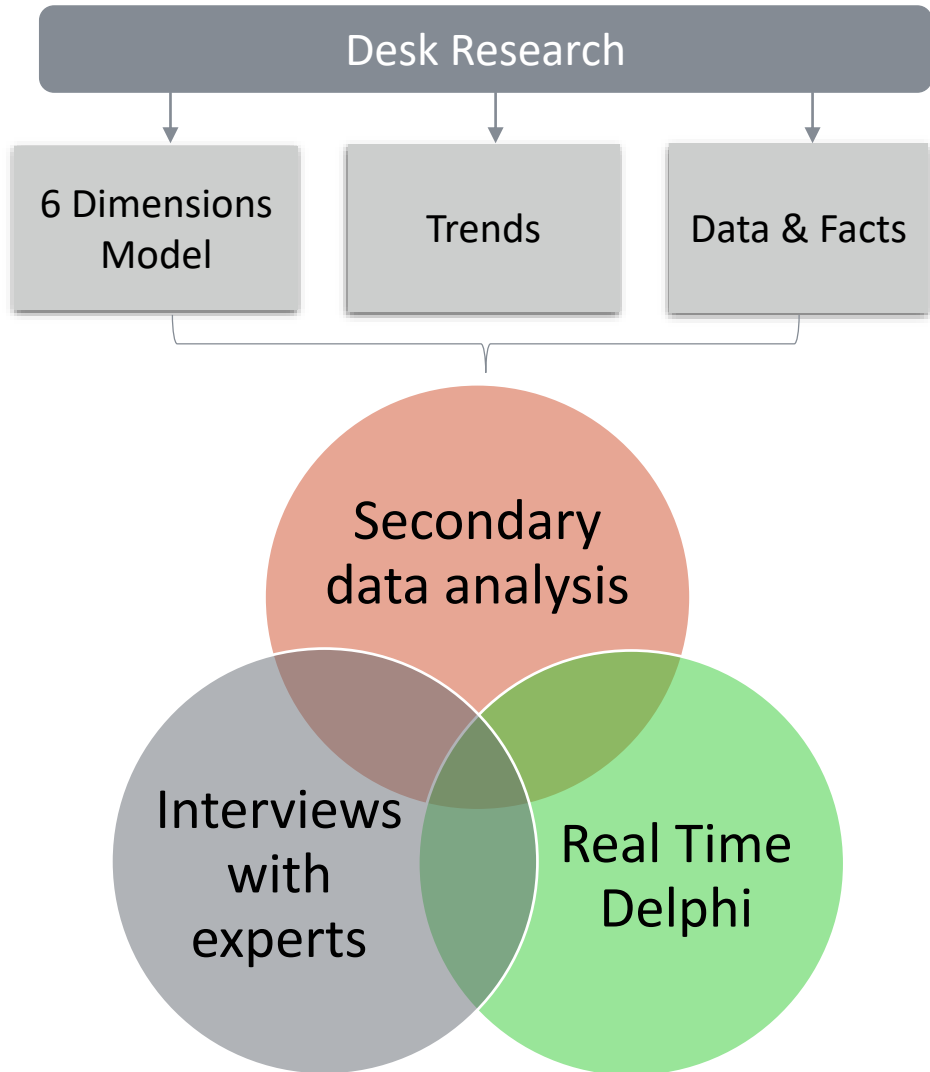 Desk Research
6 Dimensions
Model
Trends
Data & Facts
Secondary
data analysis
Interviews
with
experts
Real Time
Delphi